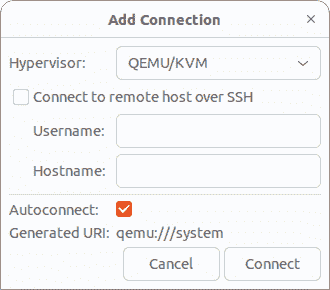 Add Connection
Hypervisor: QEMU/KVM
Connect to remote host over SSH
Username:
Hostname:
Autoconnect:
Generated URI: qemu:///system
Cancel Connect